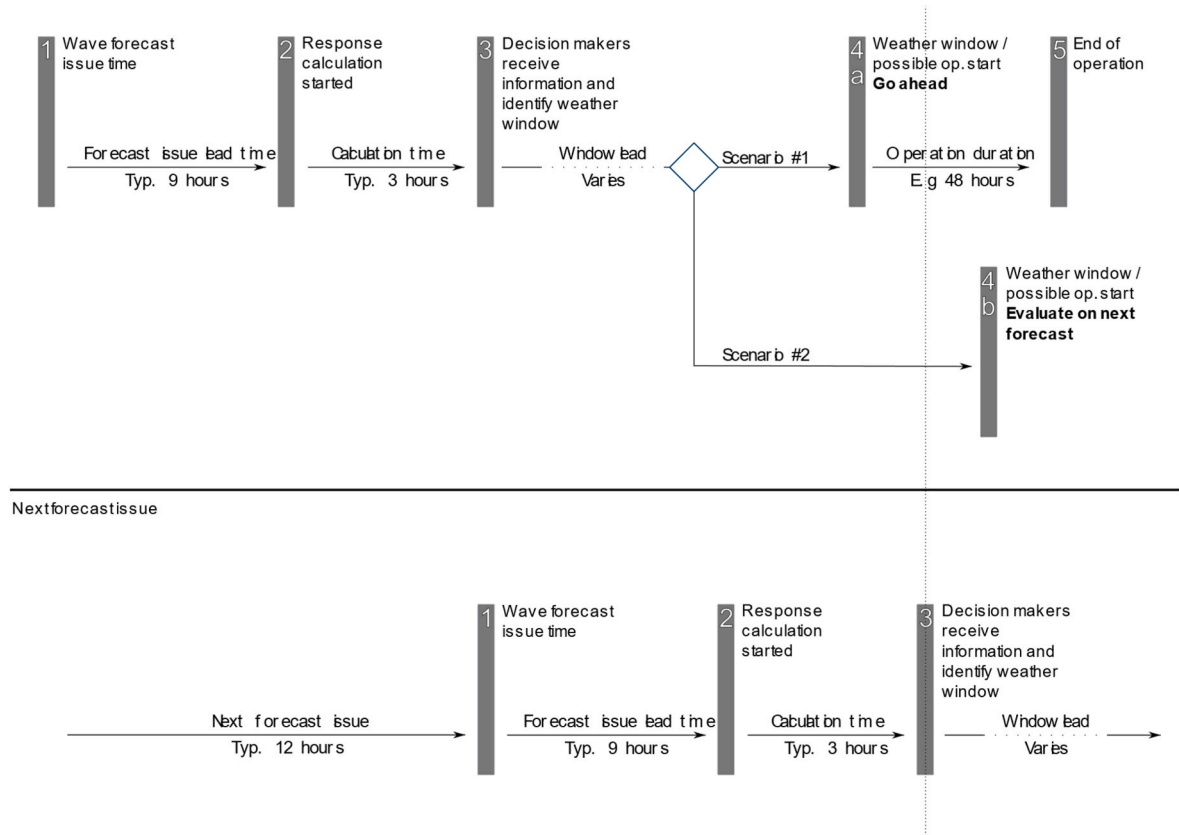 1
Wave forecast
issue time
Forecast issue lead time
Typ. 9 hours
2
Response
calculation
started
Calculation time
Typ. 3 hours
3
Decision makers
receive
information and
identify weather
window
Window lead
Varies
Scenario #1
4
a
Weather window /
possible op. start
Go ahead
Operation duration
E.g 48 hours
5
End of
operation
Scenario #2
4
b
Weather window /
possible op. start
Evaluate on next
forecast
Next forecast issue
Next forecast issue
Typ. 12 hours
1
Wave forecast
issue time
Forecast issue lead time
Typ. 9 hours
2
Response
calculation
started
Calculation time
Typ. 3 hours
3
Decision makers
receive
information and
identify weather
window
Window lead
Varies